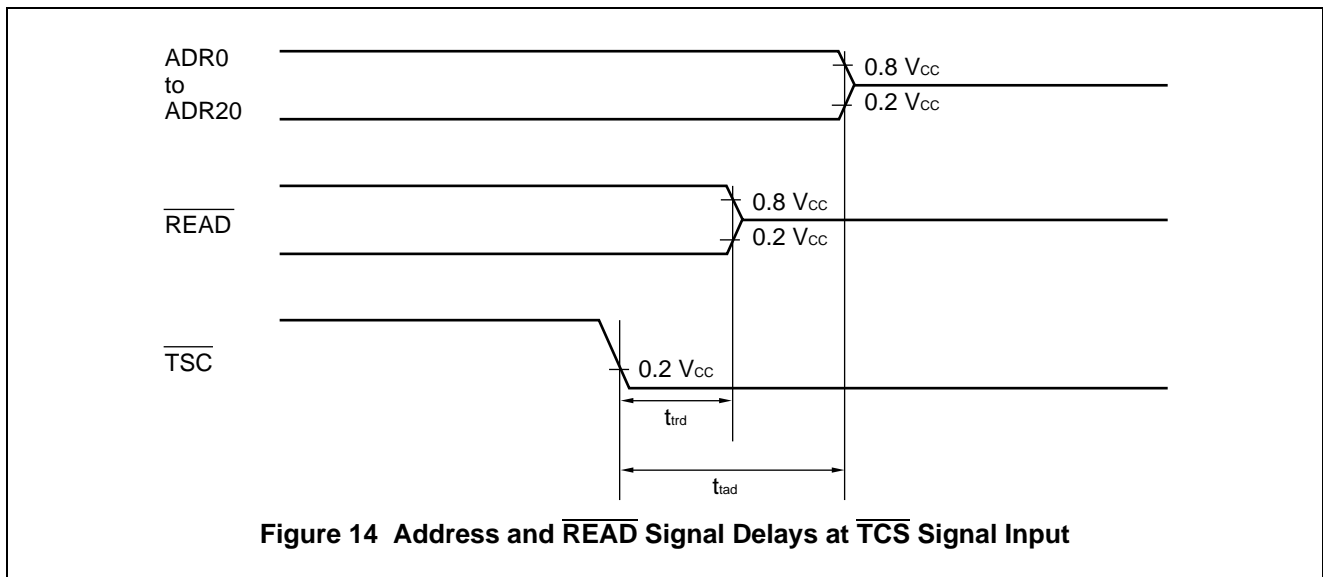 ADR0
to
ADR20
0.8 VCC
0.2 VCC
READ
0.8 VCC
0.2 VCC
TSC
0.2 VCC
ttrd
ttad
Figure 14 Address and READ Signal Delays at TCS Signal Input